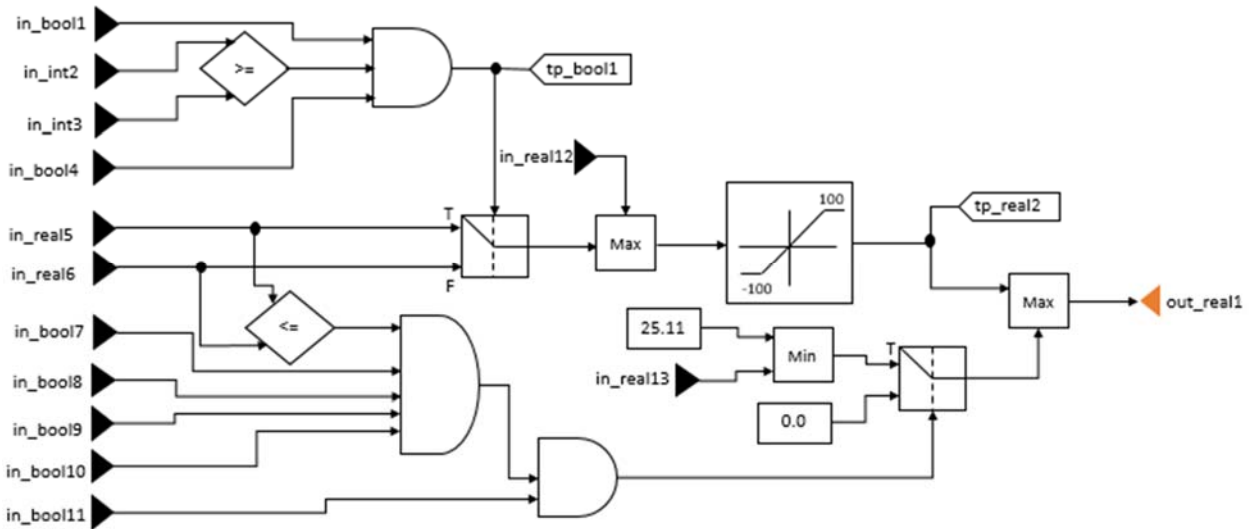 in_bool1
in_int2
>=
in_int3
in_bool4
tp_bool1
in_real12
in_real5
T
Max
in_real6
F
100
-100
tp_real2
<=
in_bool7
25.11
Min
in_real13
T
Max
out_real1
in_bool8
0.0
in_bool9
in_bool10
in_bool11